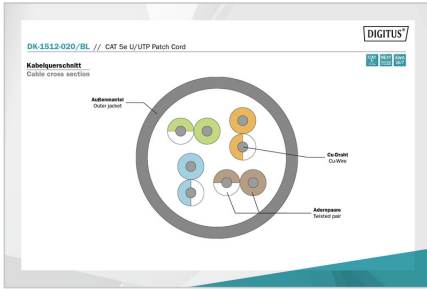 DIGITUS®
DK-1512-020/BL // CAT 5e U/UTP Patch Cord
Kabelquerschnitt
Cable cross section
Außenmantel
Outer jacket
Cu-Draht
Cu-Wire
Aderspaare
Twisted pair